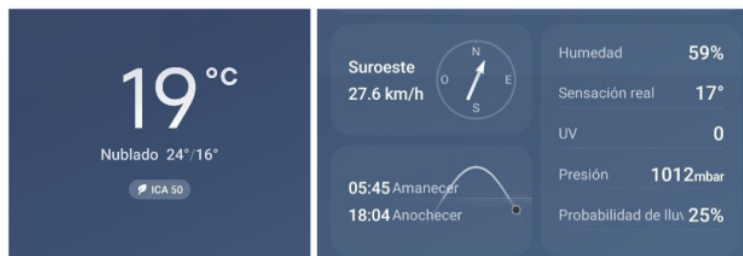 19°C
Nublado 24°/16°
ICA 50
Suroeste
27.6 km/h
N
O
E
S
05:45 Amanecer
18:04 Anochecer
Humedad 59%
Sensación real 17°
UV 0
Presión 1012mbar
Probabilidad de lluv 25%